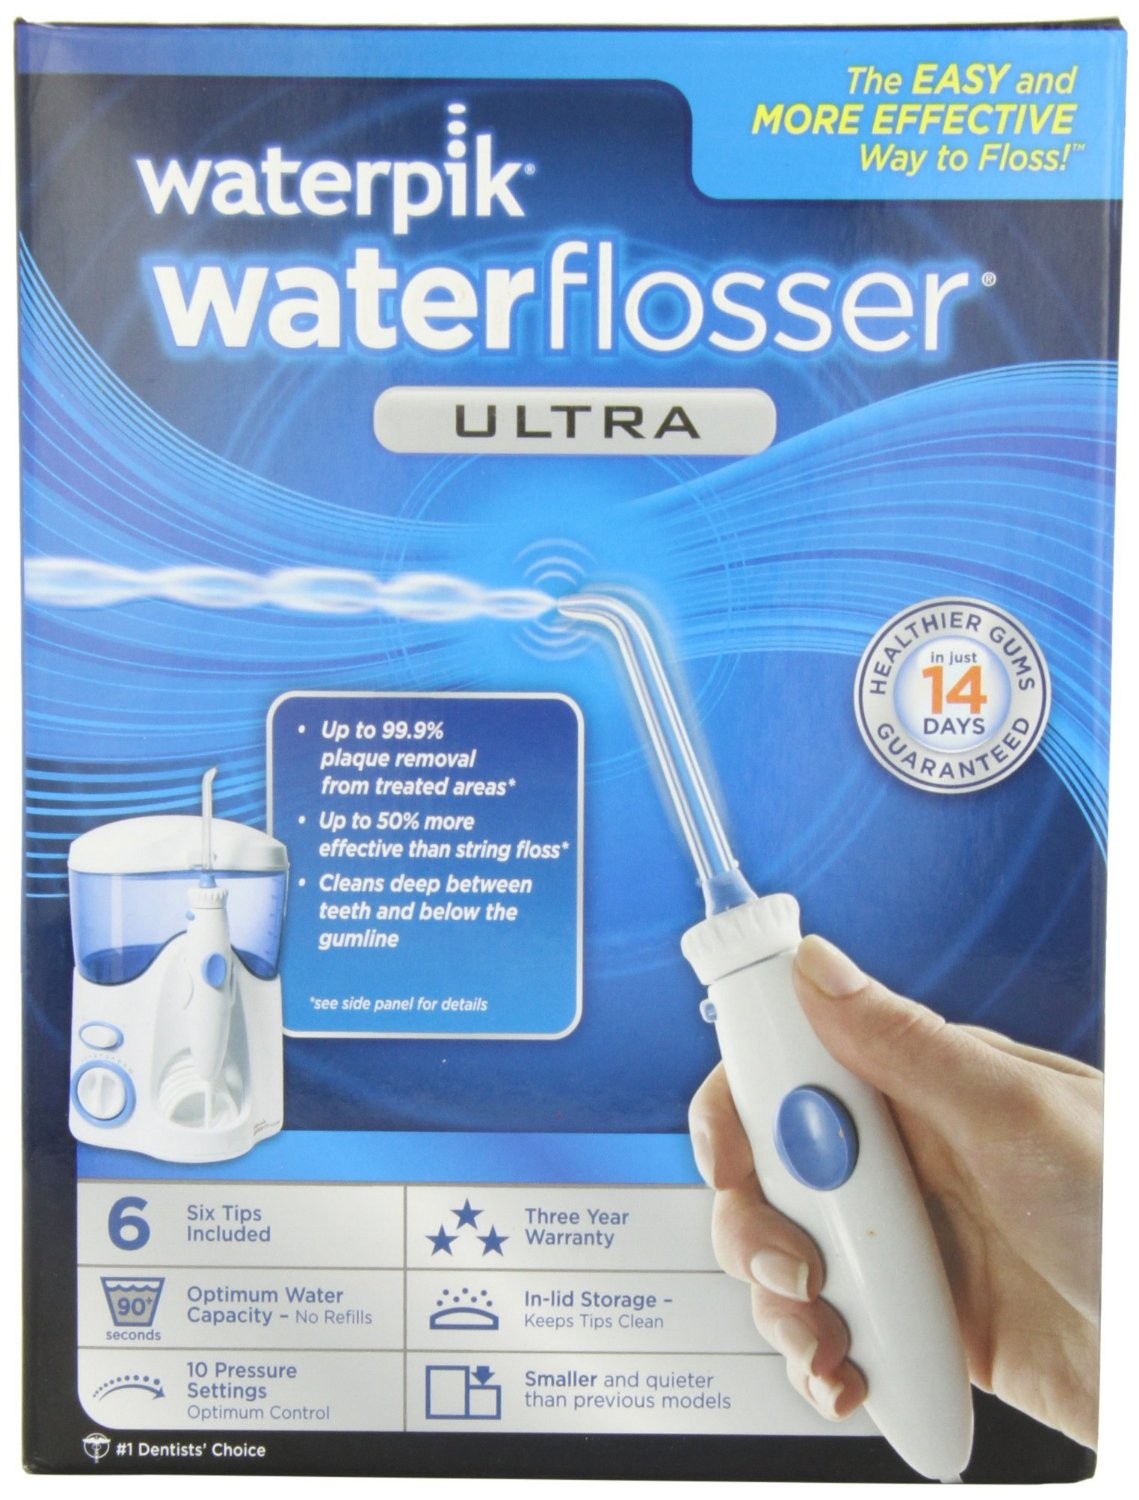 The EASY and
MORE EFFECTIVE
Way to Floss!™
waterpik®
waterflosser®
ULTRA
HEALTHIER GUMS
in just
14
DAYS
GUARANTEED
• Up to 99.9%
plaque removal
from treated areas*
• Up to 50% more
effective than string floss*
• Cleans deep between
teeth and below the
gumline
*see side panel for details
6
Six Tips
Included
Three Year
Warranty
90+
seconds
Optimum Water
Capacity – No Refills
In-lid Storage –
Keeps Tips Clean
10 Pressure
Settings
Optimum Control
Smaller and quieter
than previous models
#1 Dentists' Choice